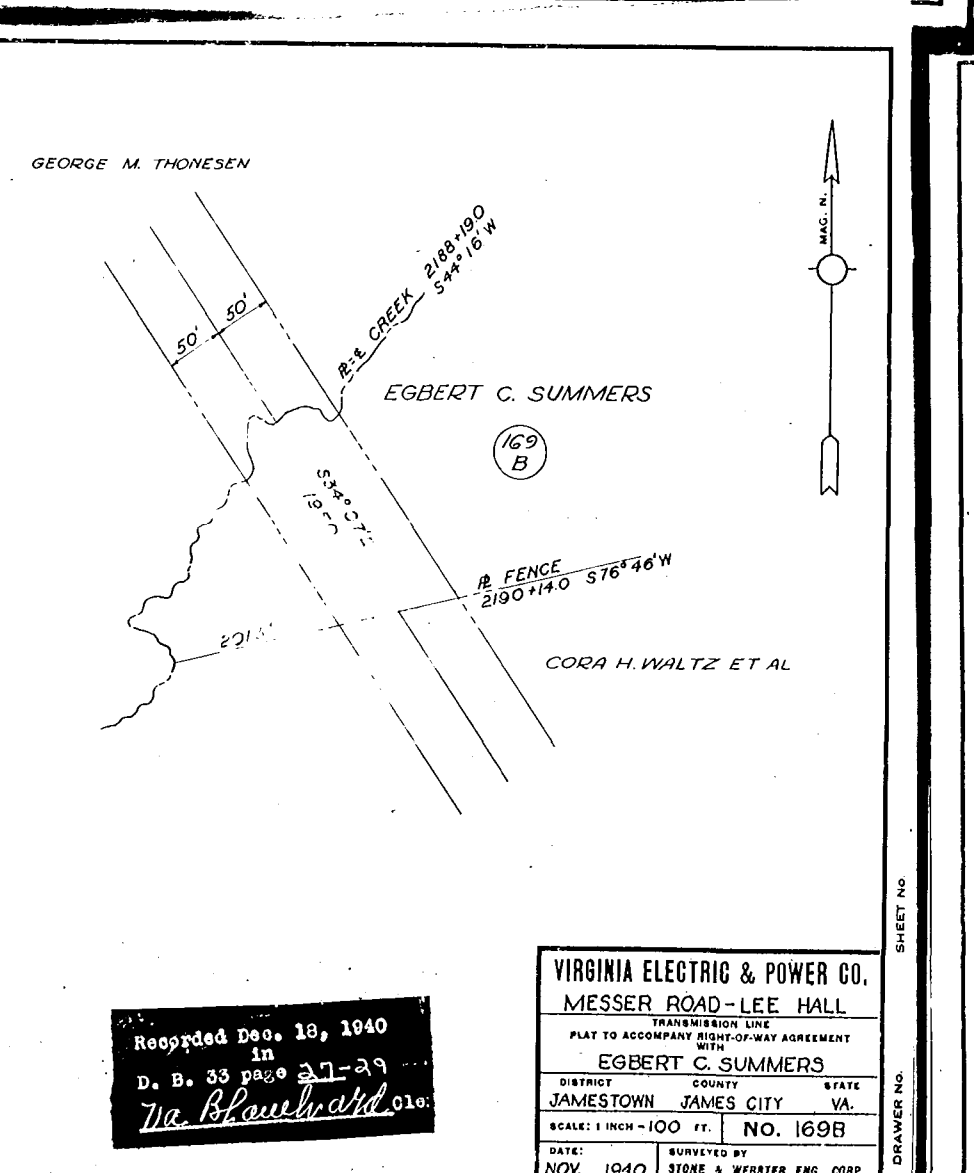 GEORGE M. THONESEN
MAG. N.
50'
50'
⅊=℄ CREEK 2188+19.0
S44°16'W
EGBERT C. SUMMERS
169
B
⅊ FENCE
2190+14.0 S76°46'W
CORA H. WALTZ ET AL
SHEET NO.
DRAWER NO.
VIRGINIA ELECTRIC & POWER CO.
MESSER ROAD-LEE HALL
TRANSMISSION LINE
PLAT TO ACCOMPANY RIGHT-OF-WAY AGREEMENT
WITH
EGBERT C. SUMMERS
DISTRICT COUNTY STATE
JAMESTOWN JAMES CITY VA.
SCALE: 1 INCH - 100 FT. NO. 169B
DATE: SURVEYED BY
NOV. 1940 STONE & WEBSTER ENG. CORP.
Recorded Dec. 18, 1940
in
D. B. 33 page 27-29
Va. Blanchard Cle.